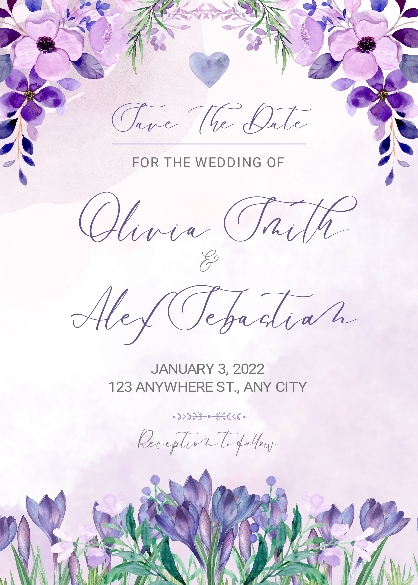 Save The Date
FOR THE WEDDING OF
Olivia Smith
&
Alex Sebastian
JANUARY 3, 2022
123 ANYWHERE ST., ANY CITY
Reception to follow